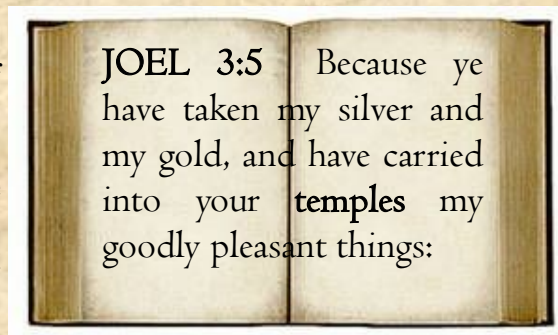 JOEL 3:5 Because ye
have taken my silver and
my gold, and have carried
into your temples my
goodly pleasant things: